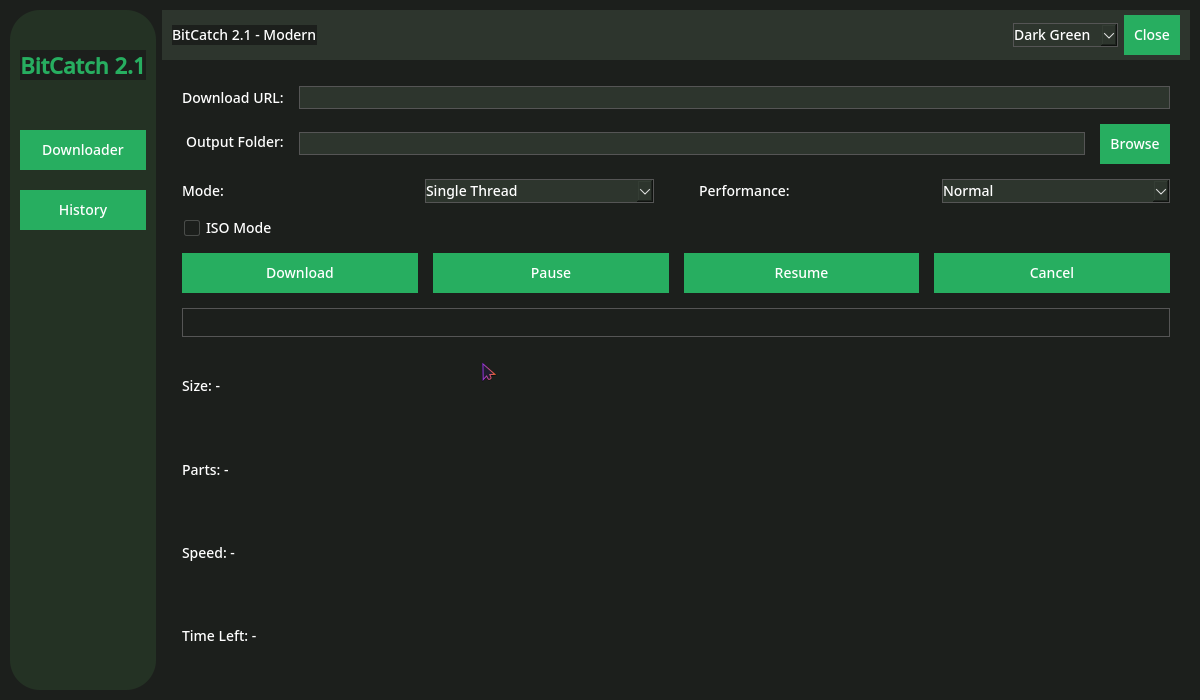 BitCatch 2.1
Downloader
History
BitCatch 2.1 - Modern
Dark Green
Close
Download URL:
Output Folder:
Browse
Mode:
Single Thread
Performance:
Normal
ISO Mode
Download
Pause
Resume
Cancel
Size: -
Parts: -
Speed: -
Time Left: -